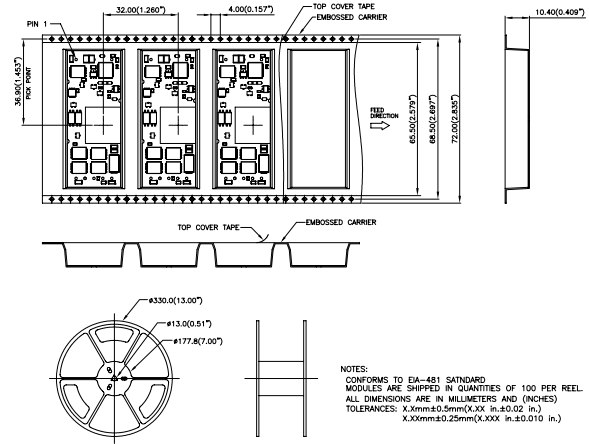 32.00(1.260")
4.00(0.157")
TOP COVER TAPE
EMBOSSED CARRIER
10.40(0.409")
PIN 1
36.90(1.453")
PICK POINT
FEED
DIRECTION
65.50(2.579")
68.50(2.697")
72.00(2.835")
TOP COVER TAPE
EMBOSSED CARRIER
ø330.0(13.00")
ø13.0(0.51")
ø177.8(7.00")
NOTES:
CONFORMS TO EIA-481 SATNDARD
MODULES ARE SHIPPED IN QUANTITIES OF 100 PER REEL.
ALL DIMENSIONS ARE IN MILLIMETERS AND (INCHES)
TOLERANCES: X.Xmm±0.5mm(X.XX in.±0.02 in.)
X.XXmm±0.25mm(X.XXX in.±0.010 in.)